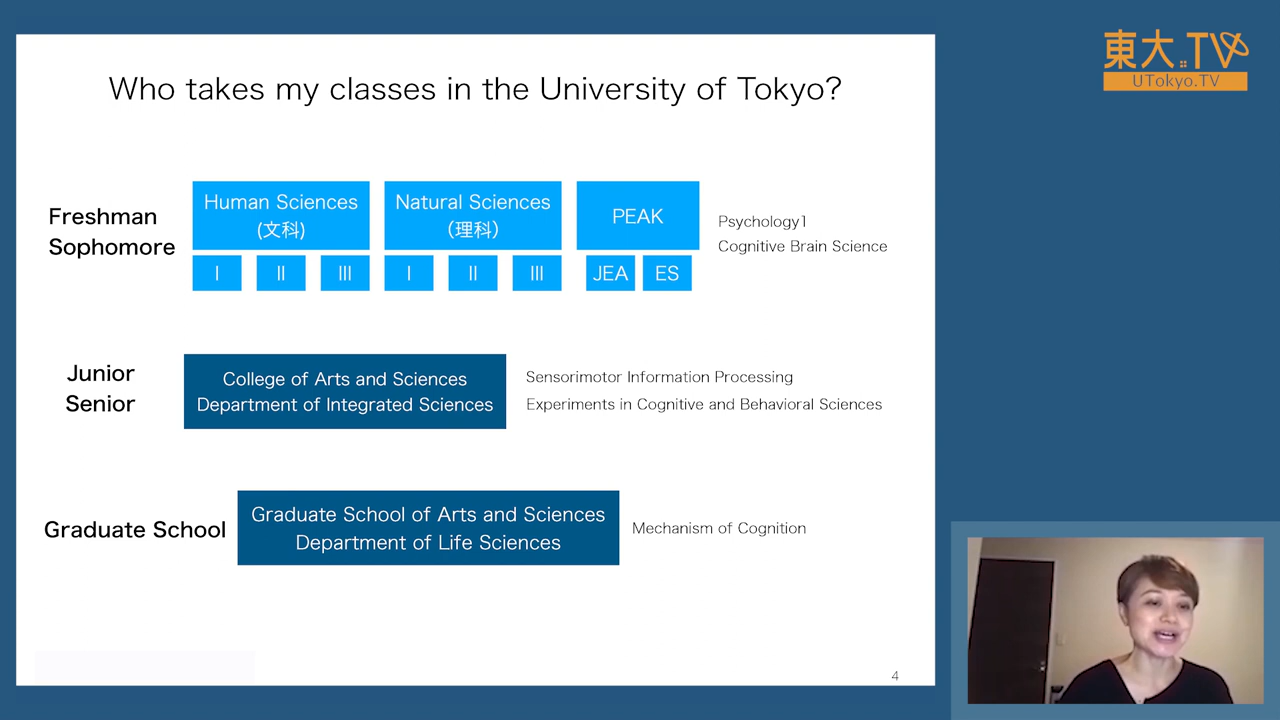 東大.TV
UTokyo.TV
Who takes my classes in the University of Tokyo?
Freshman
Sophomore
Human Sciences
(文科)
Natural Sciences
（理科）
PEAK
I
II
III
I
II
III
JEA
ES
Psychology1
Cognitive Brain Science
Junior
Senior
College of Arts and Sciences
Department of Integrated Sciences
Sensorimotor Information Processing
Experiments in Cognitive and Behavioral Sciences
Graduate School
Graduate School of Arts and Sciences
Department of Life Sciences
Mechanism of Cognition
4